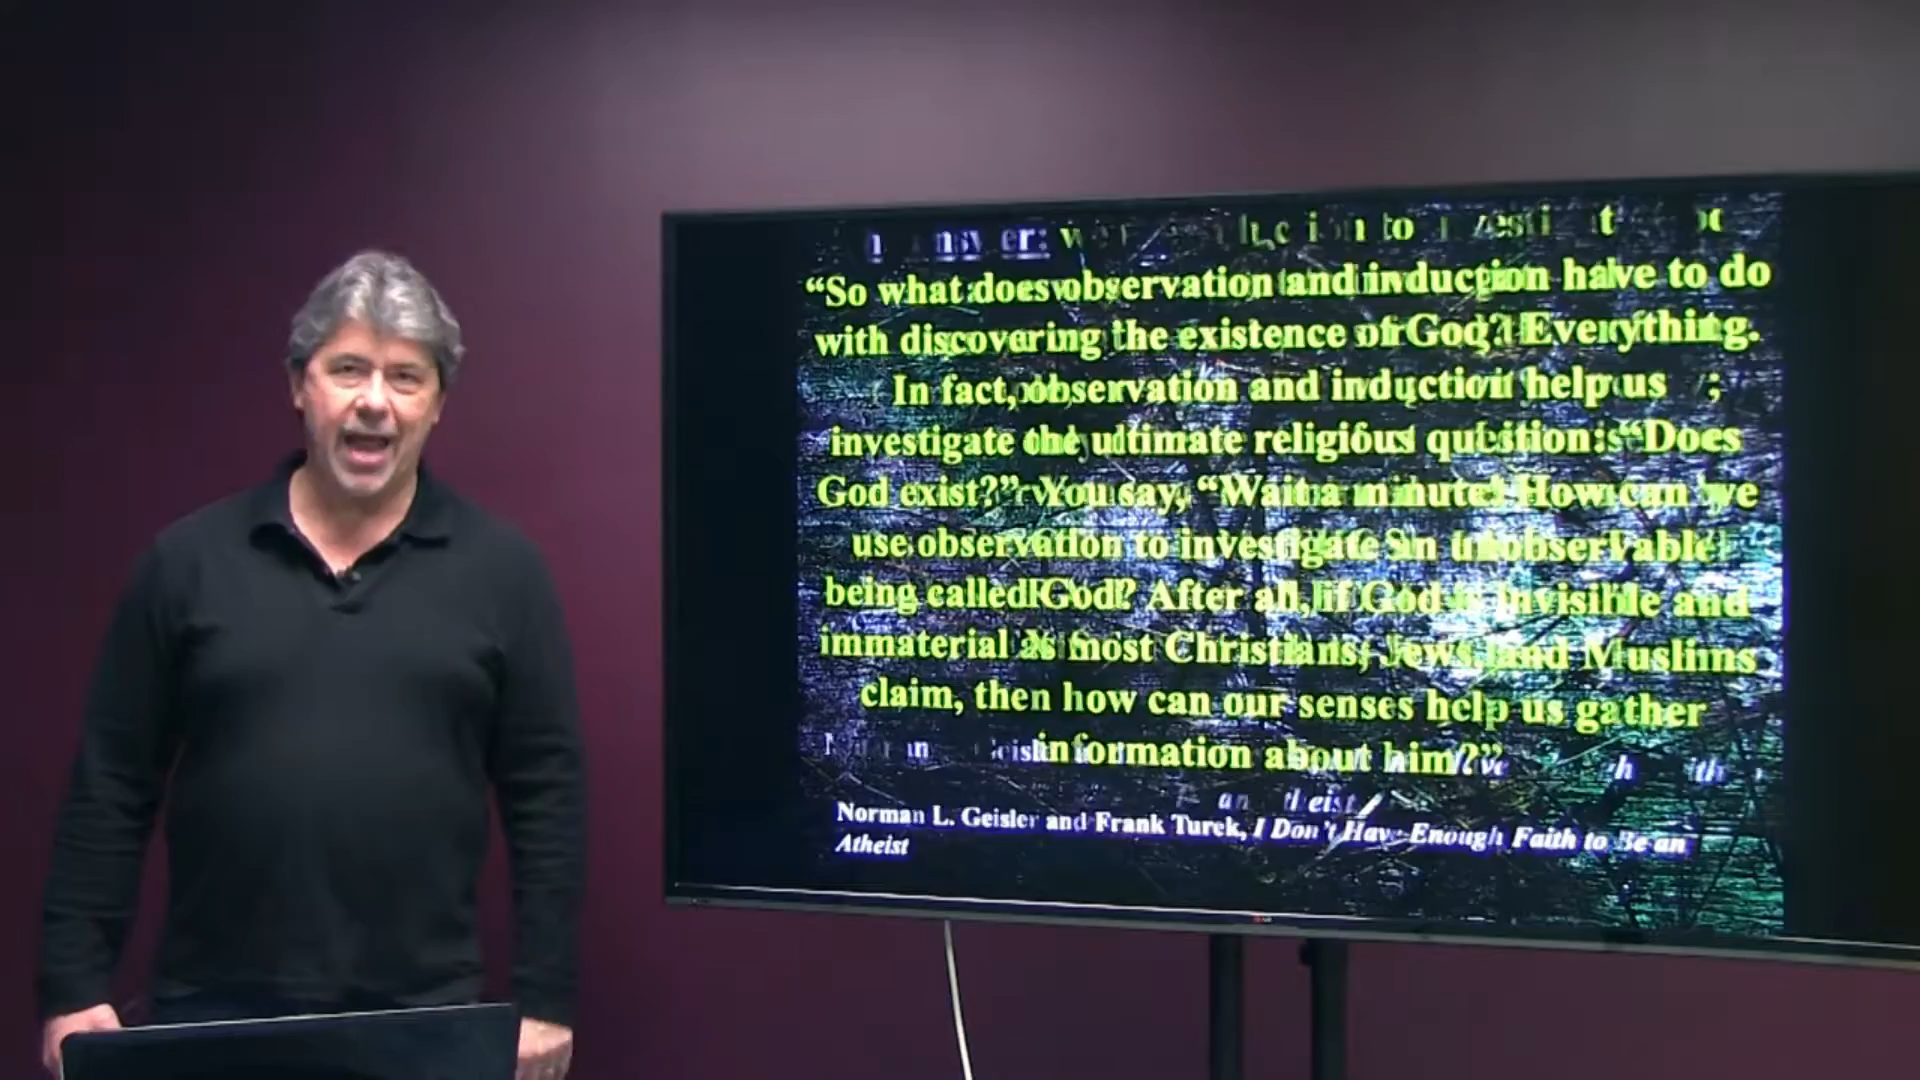 “So what does observation and induction have to do
with discovering the existence of God? Everything.
In fact, observation and induction help us
investigate the ultimate religious question: “Does
God exist?” You say, “Wait a minute! How can we
use observation to investigate an unobservable
being called God? After all, if God is invisible and
immaterial as most Christians, Jews, and Muslims
claim, then how can our senses help us gather
information about him?”
Norman L. Geisler and Frank Turek, I Don’t Have Enough Faith to Be an
Atheist